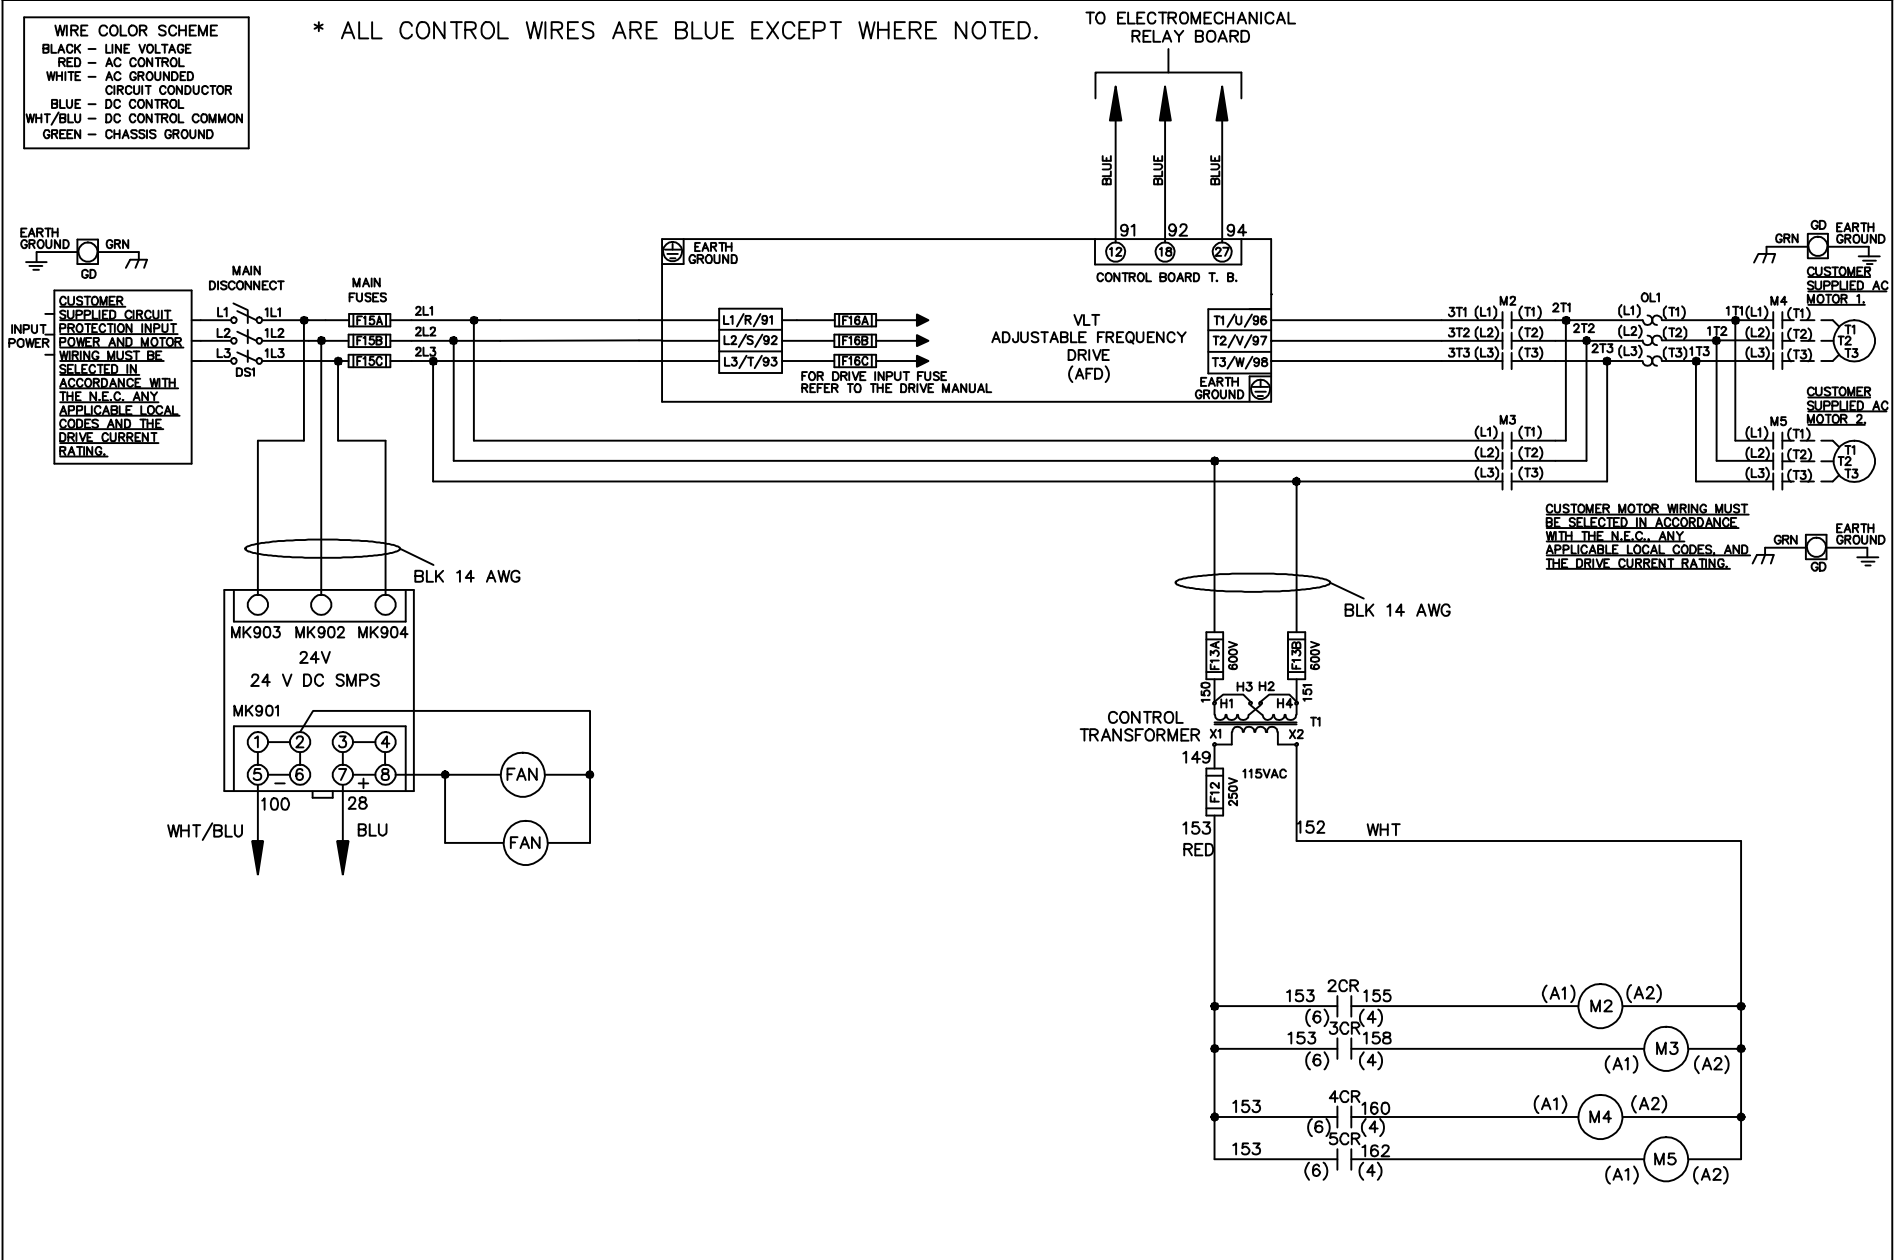 WIRE COLOR SCHEME
BLACK – LINE VOLTAGE
RED – AC CONTROL
WHITE – AC GROUNDED
CIRCUIT CONDUCTOR
BLUE – DC CONTROL
WHT/BLU – DC CONTROL COMMON
GREEN – CHASSIS GROUND
* ALL CONTROL WIRES ARE BLUE EXCEPT WHERE NOTED.
TO ELECTROMECHANICAL
RELAY BOARD
BLUE BLUE BLUE
91 92 94
12 18 27
CONTROL BOARD T. B.
EARTH
GROUND
GRN
GD
INPUT
POWER
CUSTOMER
SUPPLIED CIRCUIT
PROTECTION INPUT
POWER AND MOTOR
WIRING MUST BE
SELECTED IN
ACCORDANCE WITH
THE N.E.C. ANY
APPLICABLE LOCAL
CODES AND THE
DRIVE CURRENT
RATING.
MAIN
DISCONNECT
L1 1L1
L2 1L2
L3 1L3
DS1
MAIN
FUSES
F15A 2L1
F15B 2L2
F15C 2L3
EARTH
GROUND
L1/R/91 F16A
L2/S/92 F16B
L3/T/93 F16C
FOR DRIVE INPUT FUSE
REFER TO THE DRIVE MANUAL
VLT
ADJUSTABLE FREQUENCY
DRIVE
(AFD)
T1/U/96
T2/V/97
T3/W/98
EARTH
GROUND
M2 OL1 M4
3T1 (L1) (T1) 2T1 (L1) (T1) 1T1 (L1) (T1)
3T2 (L2) (T2) 2T2 (L2) (T2) 1T2 (L2) (T2)
3T3 (L3) (T3) 2T3 (L3) (T3) 1T3 (L3) (T3)
GRN
GD
EARTH
GROUND
CUSTOMER
SUPPLIED AC
MOTOR 1.
T1
T2
T3
M3
(L1) (T1)
(L2) (T2)
(L3) (T3)
CUSTOMER
SUPPLIED AC
MOTOR 2.
M5
(L1) (T1)
(L2) (T2)
(L3) (T3)
T1
T2
T3
CUSTOMER MOTOR WIRING MUST
BE SELECTED IN ACCORDANCE
WITH THE N.E.C., ANY
APPLICABLE LOCAL CODES, AND
THE DRIVE CURRENT RATING.
GRN
GD
EARTH
GROUND
BLK 14 AWG
MK903 MK902 MK904
24V
24 V DC SMPS
MK901
1 2 3 4
5 – 6 7 + 8
100 28
WHT/BLU BLU
FAN
FAN
BLK 14 AWG
F13A 600V F13B 600V
150 151
H3 H2
H1 H4
CONTROL
TRANSFORMER
T1
X1 X2
149
115VAC
F12 250V
153
RED
152 WHT
2CR
153 155 (A1) M2 (A2)
(6) (4)
3CR
153 158 M3
(6) (4) (A1) (A2)
4CR
153 160 (A1) M4 (A2)
(6) (4)
5CR
153 162 M5
(6) (4) (A1) (A2)